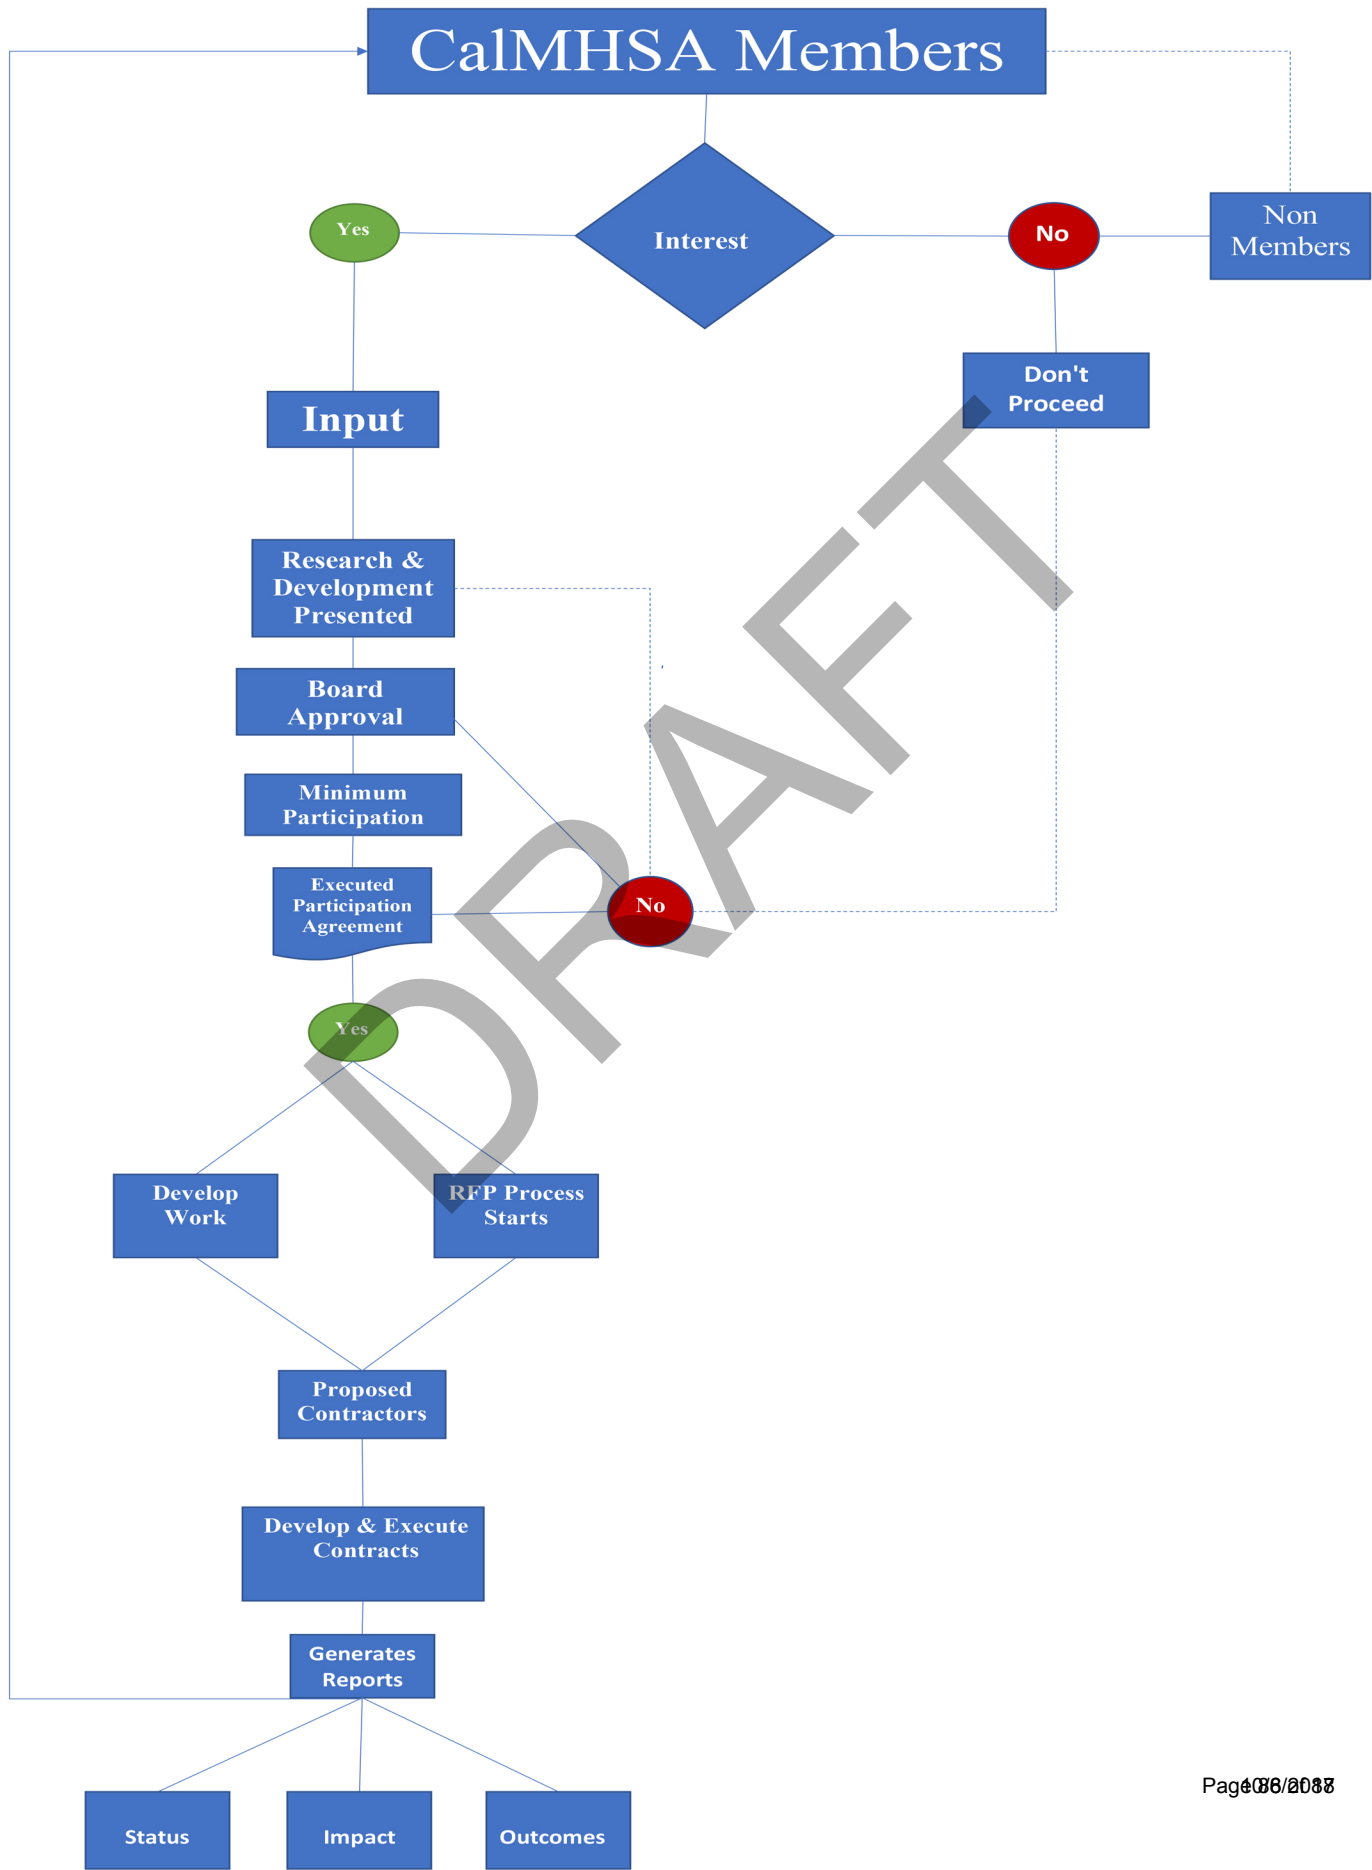 CalMHSA Members
Yes
Interest
No
Non
Members
Don't
Proceed
Input
Research &
Development
Presented
Board
Approval
Minimum
Participation
Executed
Participation
Agreement
No
Yes
Develop
Work
RFP Process
Starts
Proposed
Contractors
Develop & Execute
Contracts
Generates
Reports
Status
Impact
Outcomes
DRAFT
Page